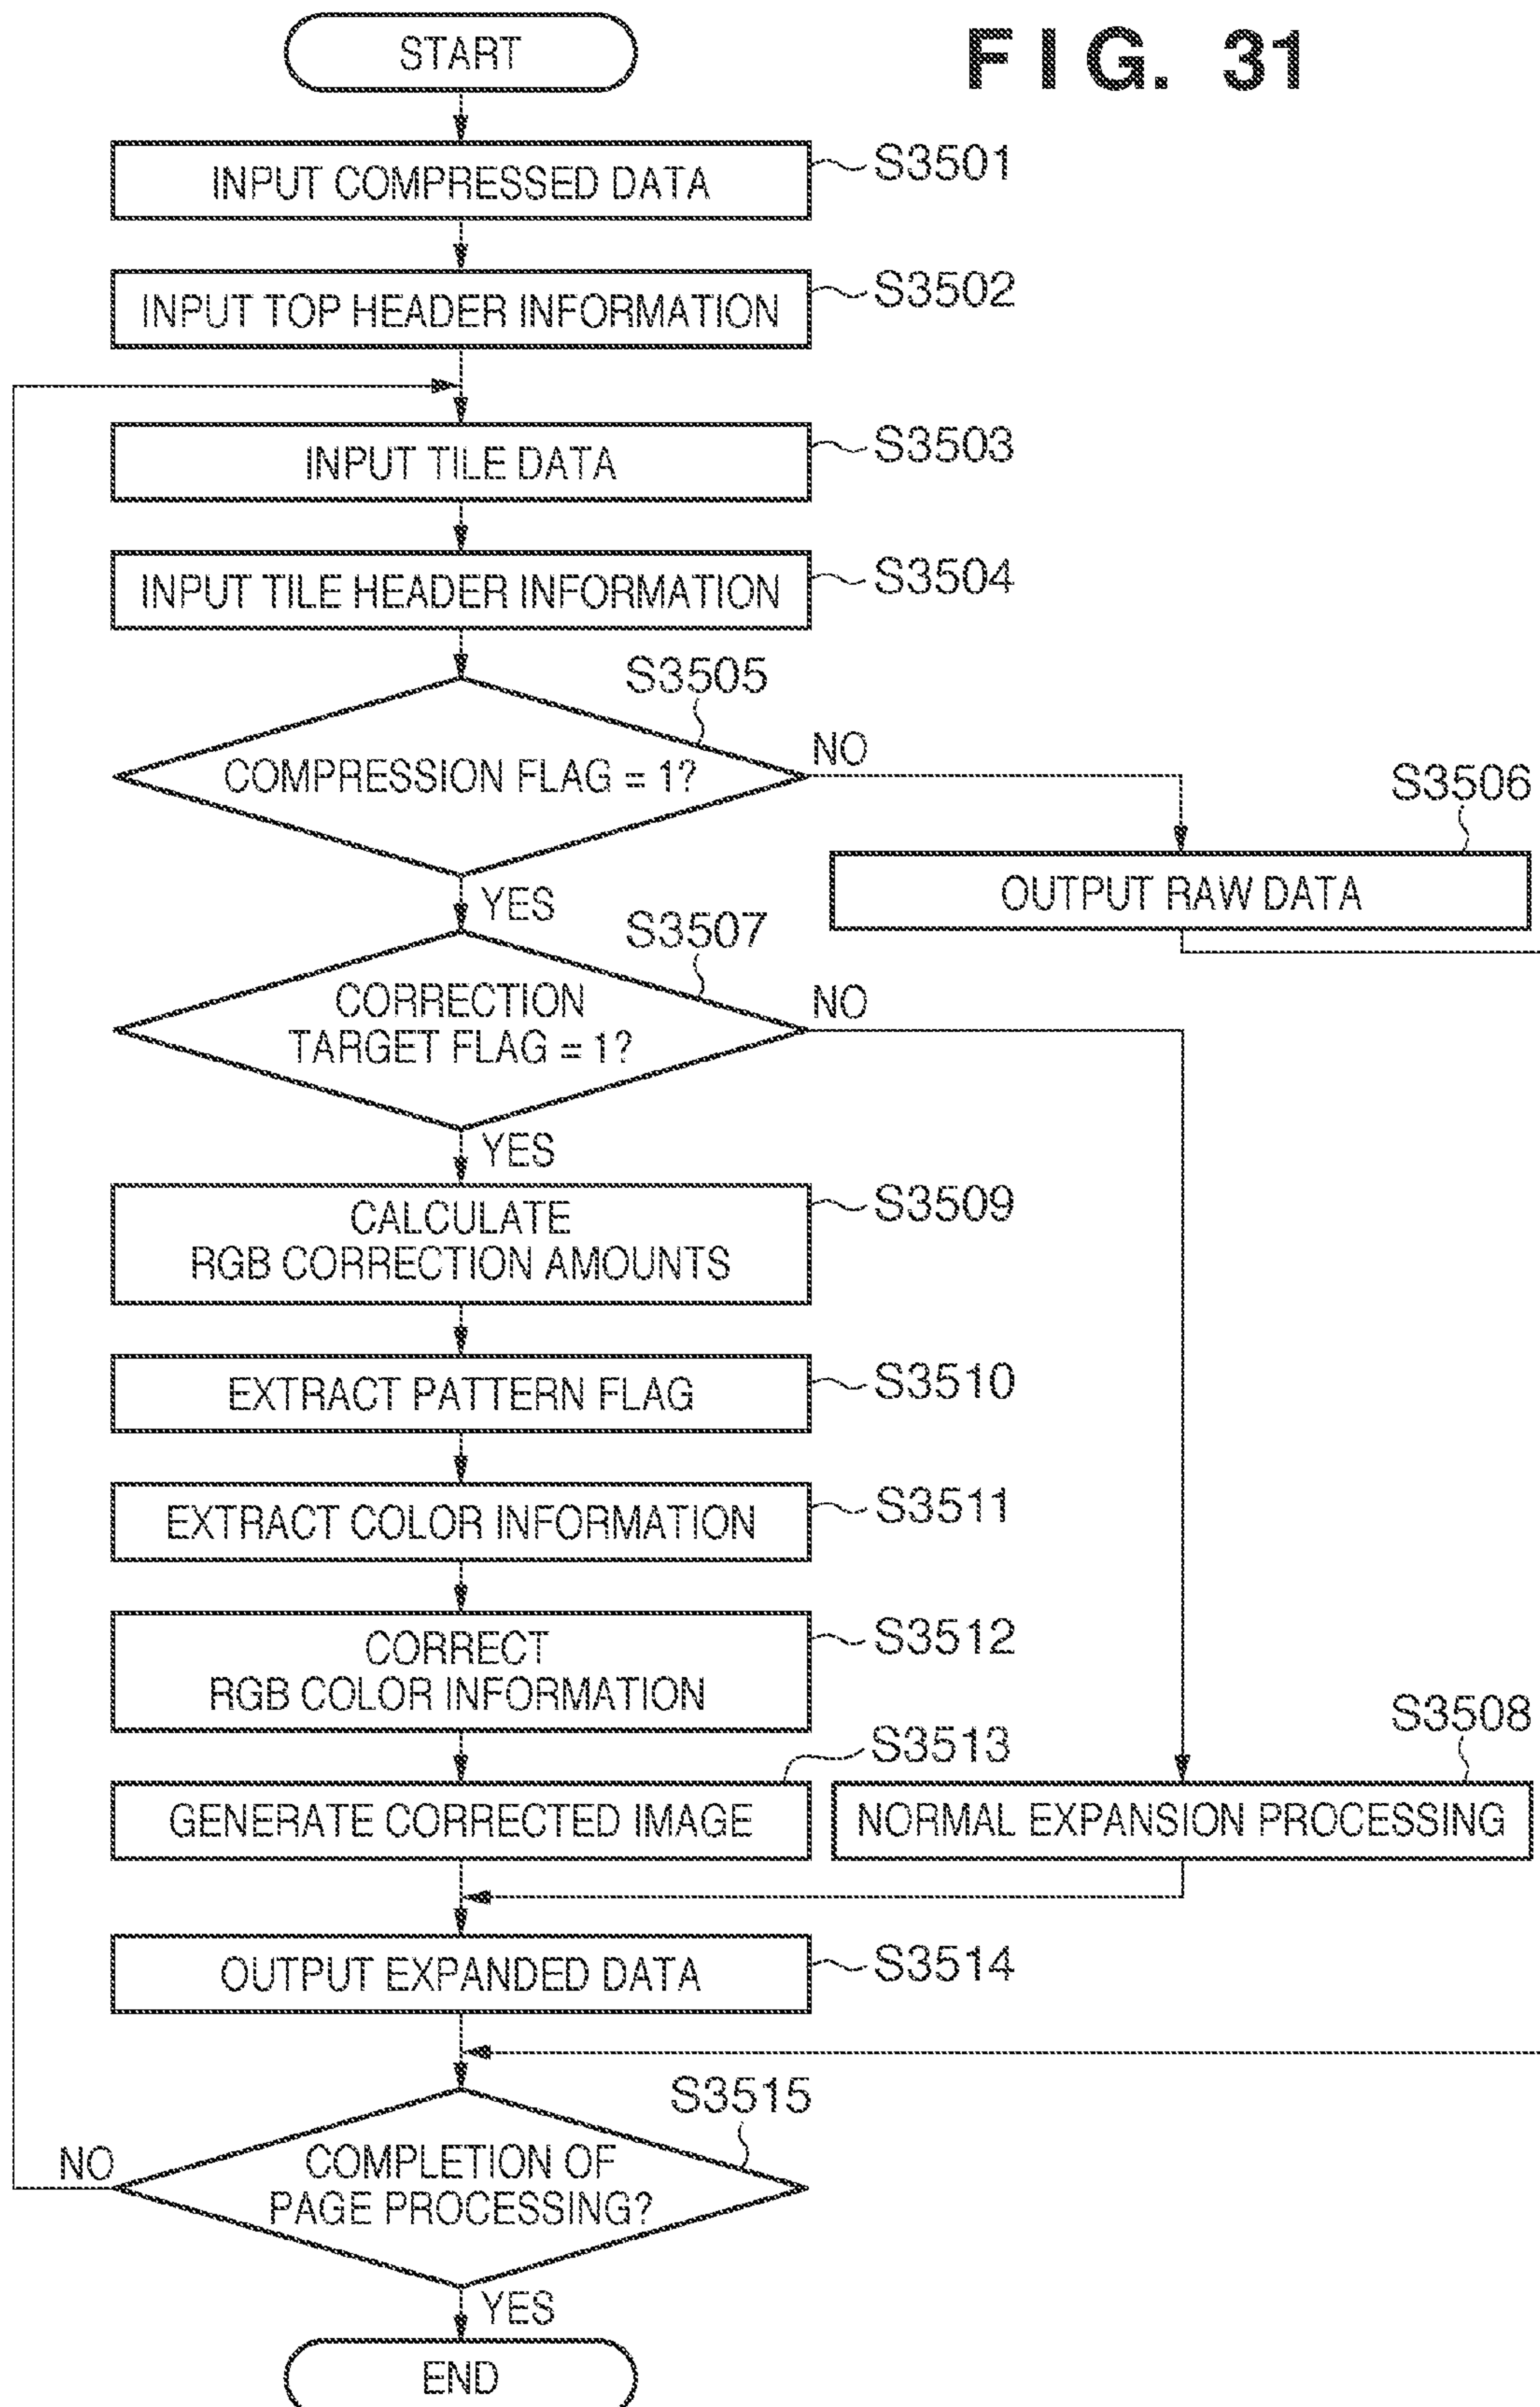 FIG. 31
START
INPUT COMPRESSED DATA
S3501
INPUT TOP HEADER INFORMATION
S3502
INPUT TILE DATA
S3503
INPUT TILE HEADER INFORMATION
S3504
S3505
COMPRESSION FLAG = 1?
NO
YES
S3506
OUTPUT RAW DATA
S3507
CORRECTION
TARGET FLAG = 1?
NO
YES
CALCULATE
RGB CORRECTION AMOUNTS
S3509
EXTRACT PATTERN FLAG
S3510
EXTRACT COLOR INFORMATION
S3511
CORRECT
RGB COLOR INFORMATION
S3512
S3513
GENERATE CORRECTED IMAGE
S3508
NORMAL EXPANSION PROCESSING
OUTPUT EXPANDED DATA
S3514
S3515
COMPLETION OF
PAGE PROCESSING?
NO
YES
END